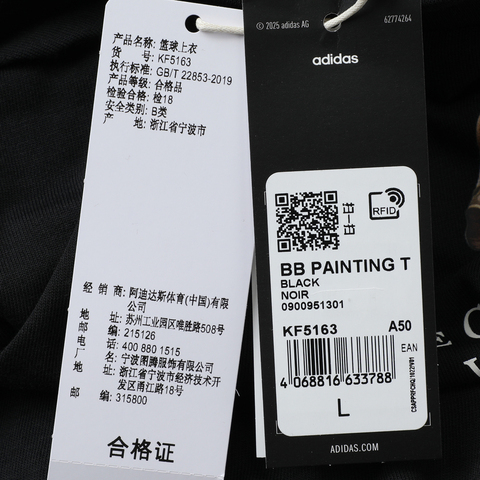 产品名称: 篮球上衣
货 号: KF5163
执行标准: GB/T 22853-2019
产品等级: 合格品
检验合格: 检18
安全类别: B类
产 地: 浙江省宁波市
经 销 商: 阿迪达斯体育(中国)有限公司
地 址: 苏州工业园区唯胜路508号
邮 编: 215126
电 话: 400 880 1515
厂 名: 宁波图腾服饰有限公司
地 址: 浙江省宁波市经济技术开发区甬江路18号
邮 编: 315800
合格证
© 2025 adidas AG
62774264
adidas
RFID
BB PAINTING T
BLACK
NOIR
0900951301
KF5163 A50
EAN
4 068816 633788
L
ADIDAS.COM